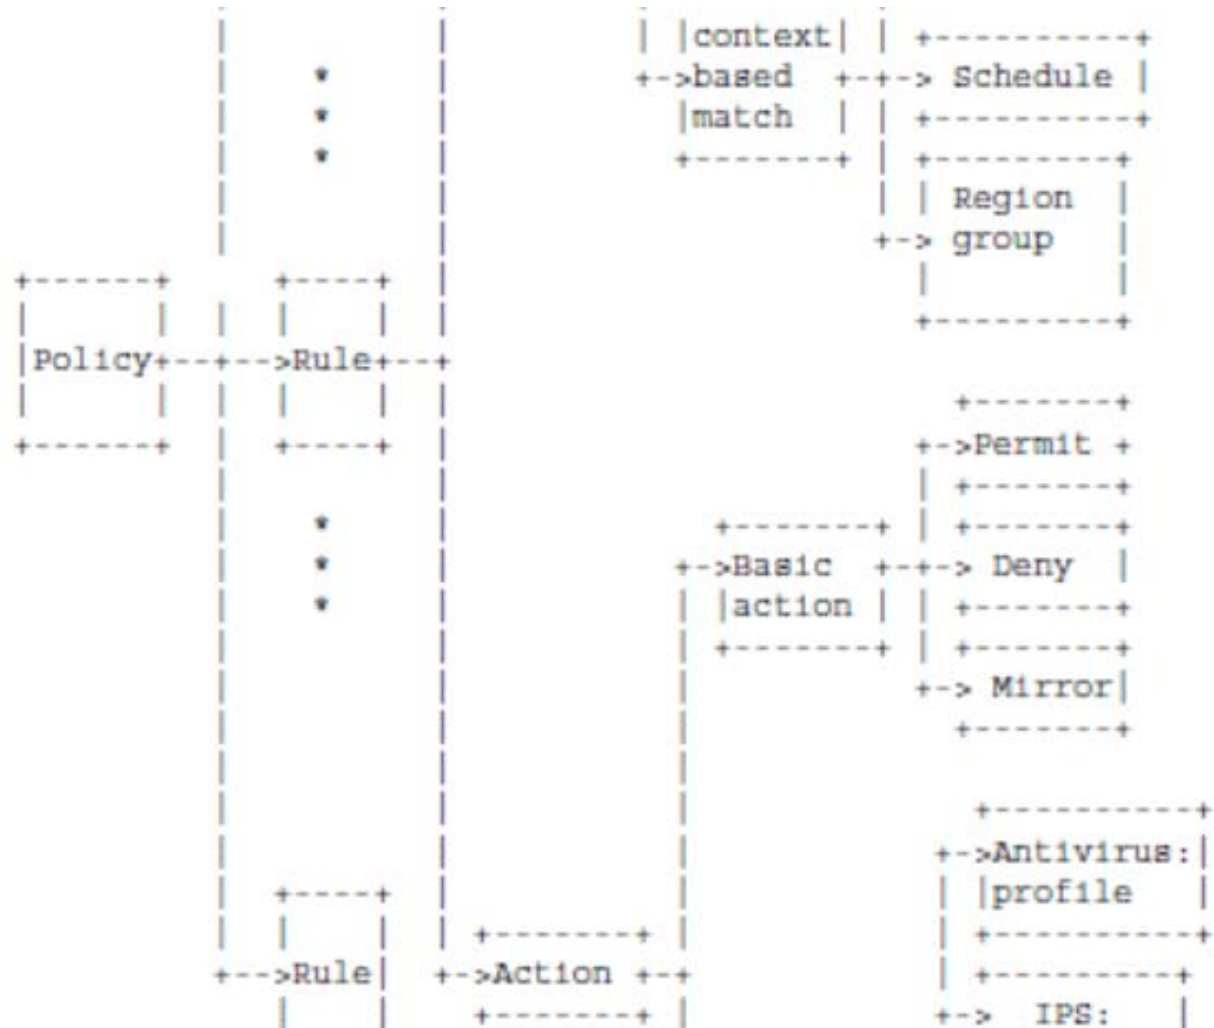 context
based
match
Schedule
Region
group
Policy
Rule
Permit
Basic
action
Deny
Mirror
Antivirus:
profile
Rule
Action
IPS: